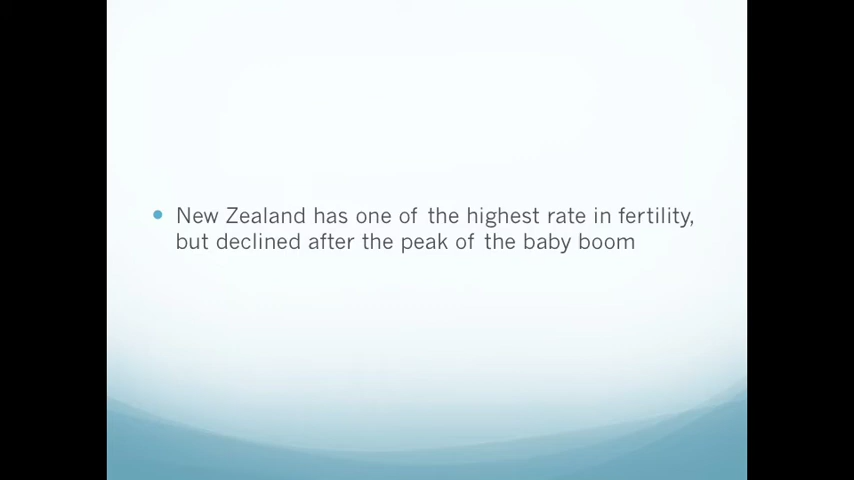 • New Zealand has one of the highest rate in fertility,
but declined after the peak of the baby boom